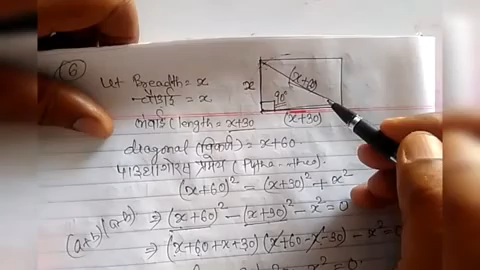 6
Let Breadth = x
चौड़ाई = x
x
(x+60)
90°
(x+30)
लंबाई (length = x+30
diagonal (विकर्ण) = x+60.
पाइथागोरस प्रमेय (Pytha
(x+60)² = (x+30)² + x²
(a+b)(a-b) ⇒ (x+60)² - (x+30)² - x² = 0
⇒ (x+60+x+30) (x+60-x-30) - x² = 0